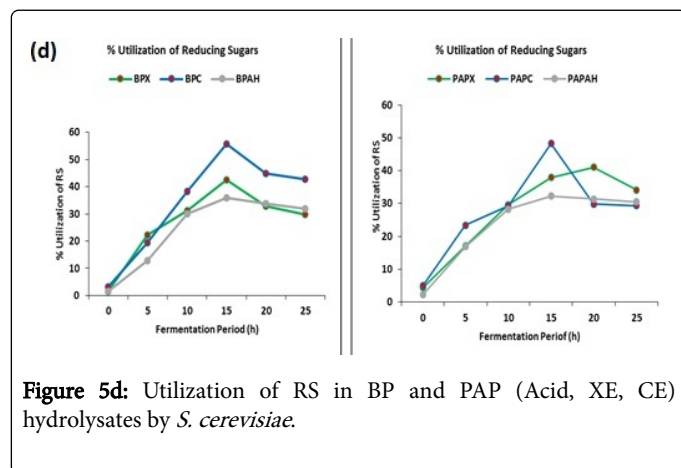 (d)
% Utilization of Reducing Sugars
BPX BPC BPAH
% Utilization of RS
60
50
40
30
20
10
0
0 5 10 15 20 25
Fermentation Period (h)
% Utilization of Reducing Sugars
PAPX PAPC PAPAH
% Utilization of RS
60
50
40
30
20
10
0
0 5 10 15 20 25
Fermentation Period (h)
Figure 5d: Utilization of RS in BP and PAP (Acid, XE, CE)
hydrolysates by S. cerevisiae.